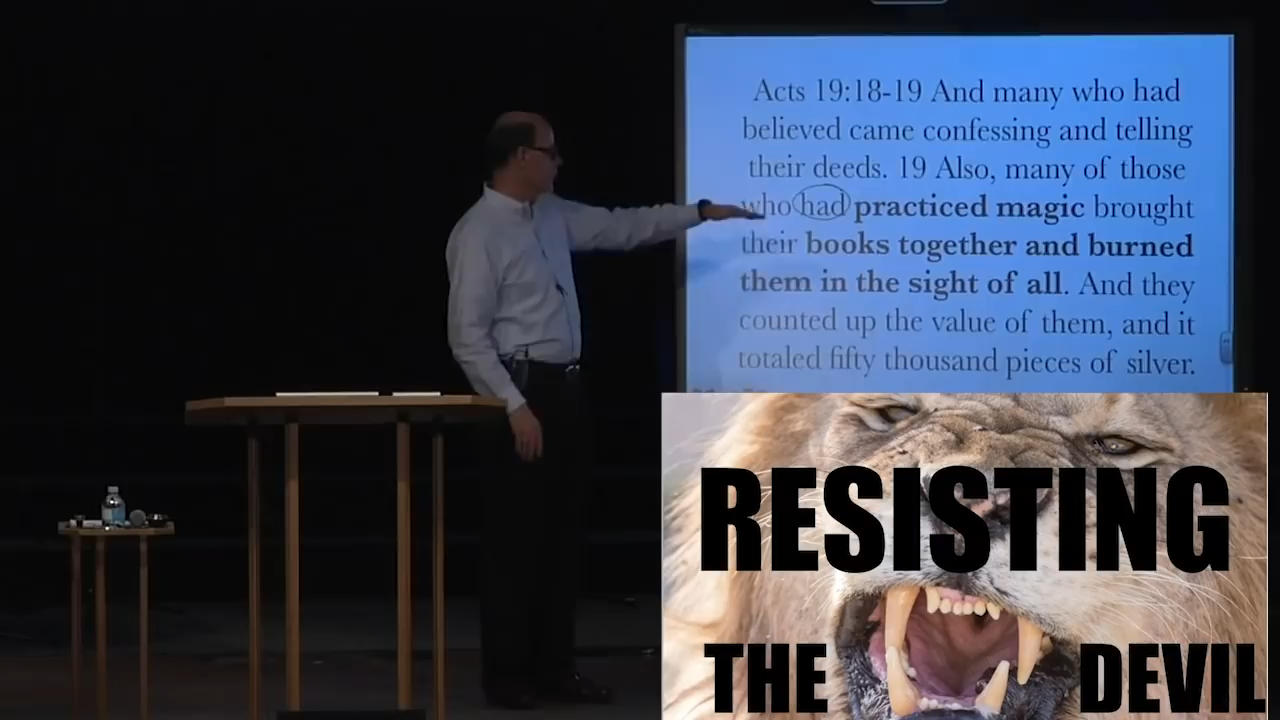 Acts 19:18-19 And many who had
believed came confessing and telling
their deeds. 19 Also, many of those
who had practiced magic brought
their books together and burned
them in the sight of all. And they
counted up the value of them, and it
totaled fifty thousand pieces of silver.
RESISTING
THE DEVIL